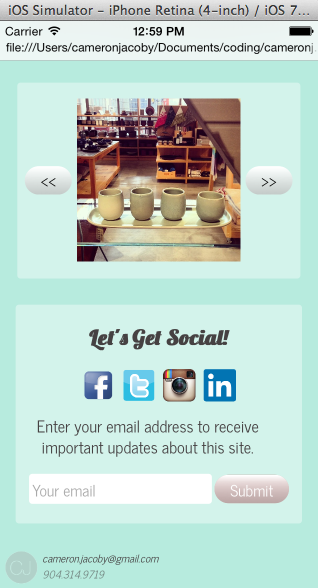 iOS Simulator - iPhone Retina (4-inch) / iOS 7...
Carrier 12:59 PM
file:///Users/cameronjacoby/Documents/coding/cameronj
<< >>
Let's Get Social!
f t in
Enter your email address to receive
important updates about this site.
Your email Submit
CJ cameron.jacoby@gmail.com
904.314.9719